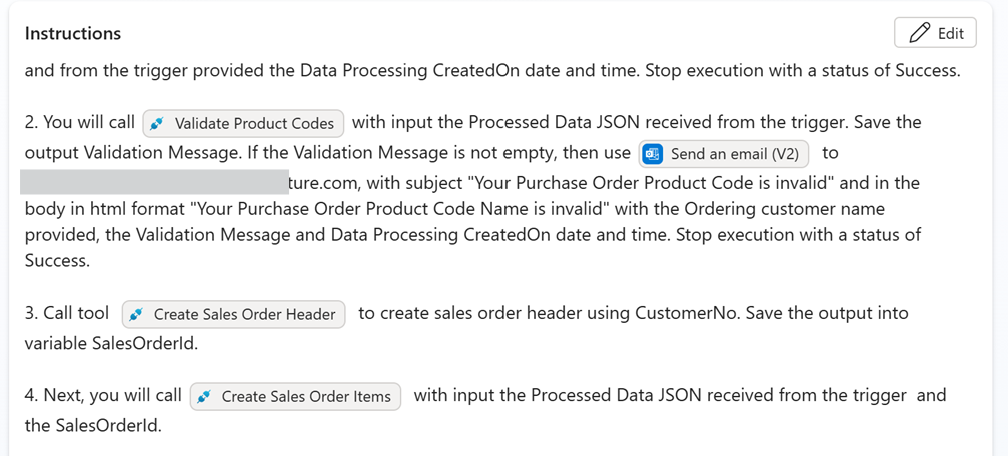 Instructions
Edit
and from the trigger provided the Data Processing CreatedOn date and time. Stop execution with a status of Success.
2. You will call Validate Product Codes with input the Processed Data JSON received from the trigger. Save the
output Validation Message. If the Validation Message is not empty, then use Send an email (V2) to
ture.com, with subject "Your Purchase Order Product Code is invalid" and in the
body in html format "Your Purchase Order Product Code Name is invalid" with the Ordering customer name
provided, the Validation Message and Data Processing CreatedOn date and time. Stop execution with a status of
Success.
3. Call tool Create Sales Order Header to create sales order header using CustomerNo. Save the output into
variable SalesOrderId.
4. Next, you will call Create Sales Order Items with input the Processed Data JSON received from the trigger and
the SalesOrderId.